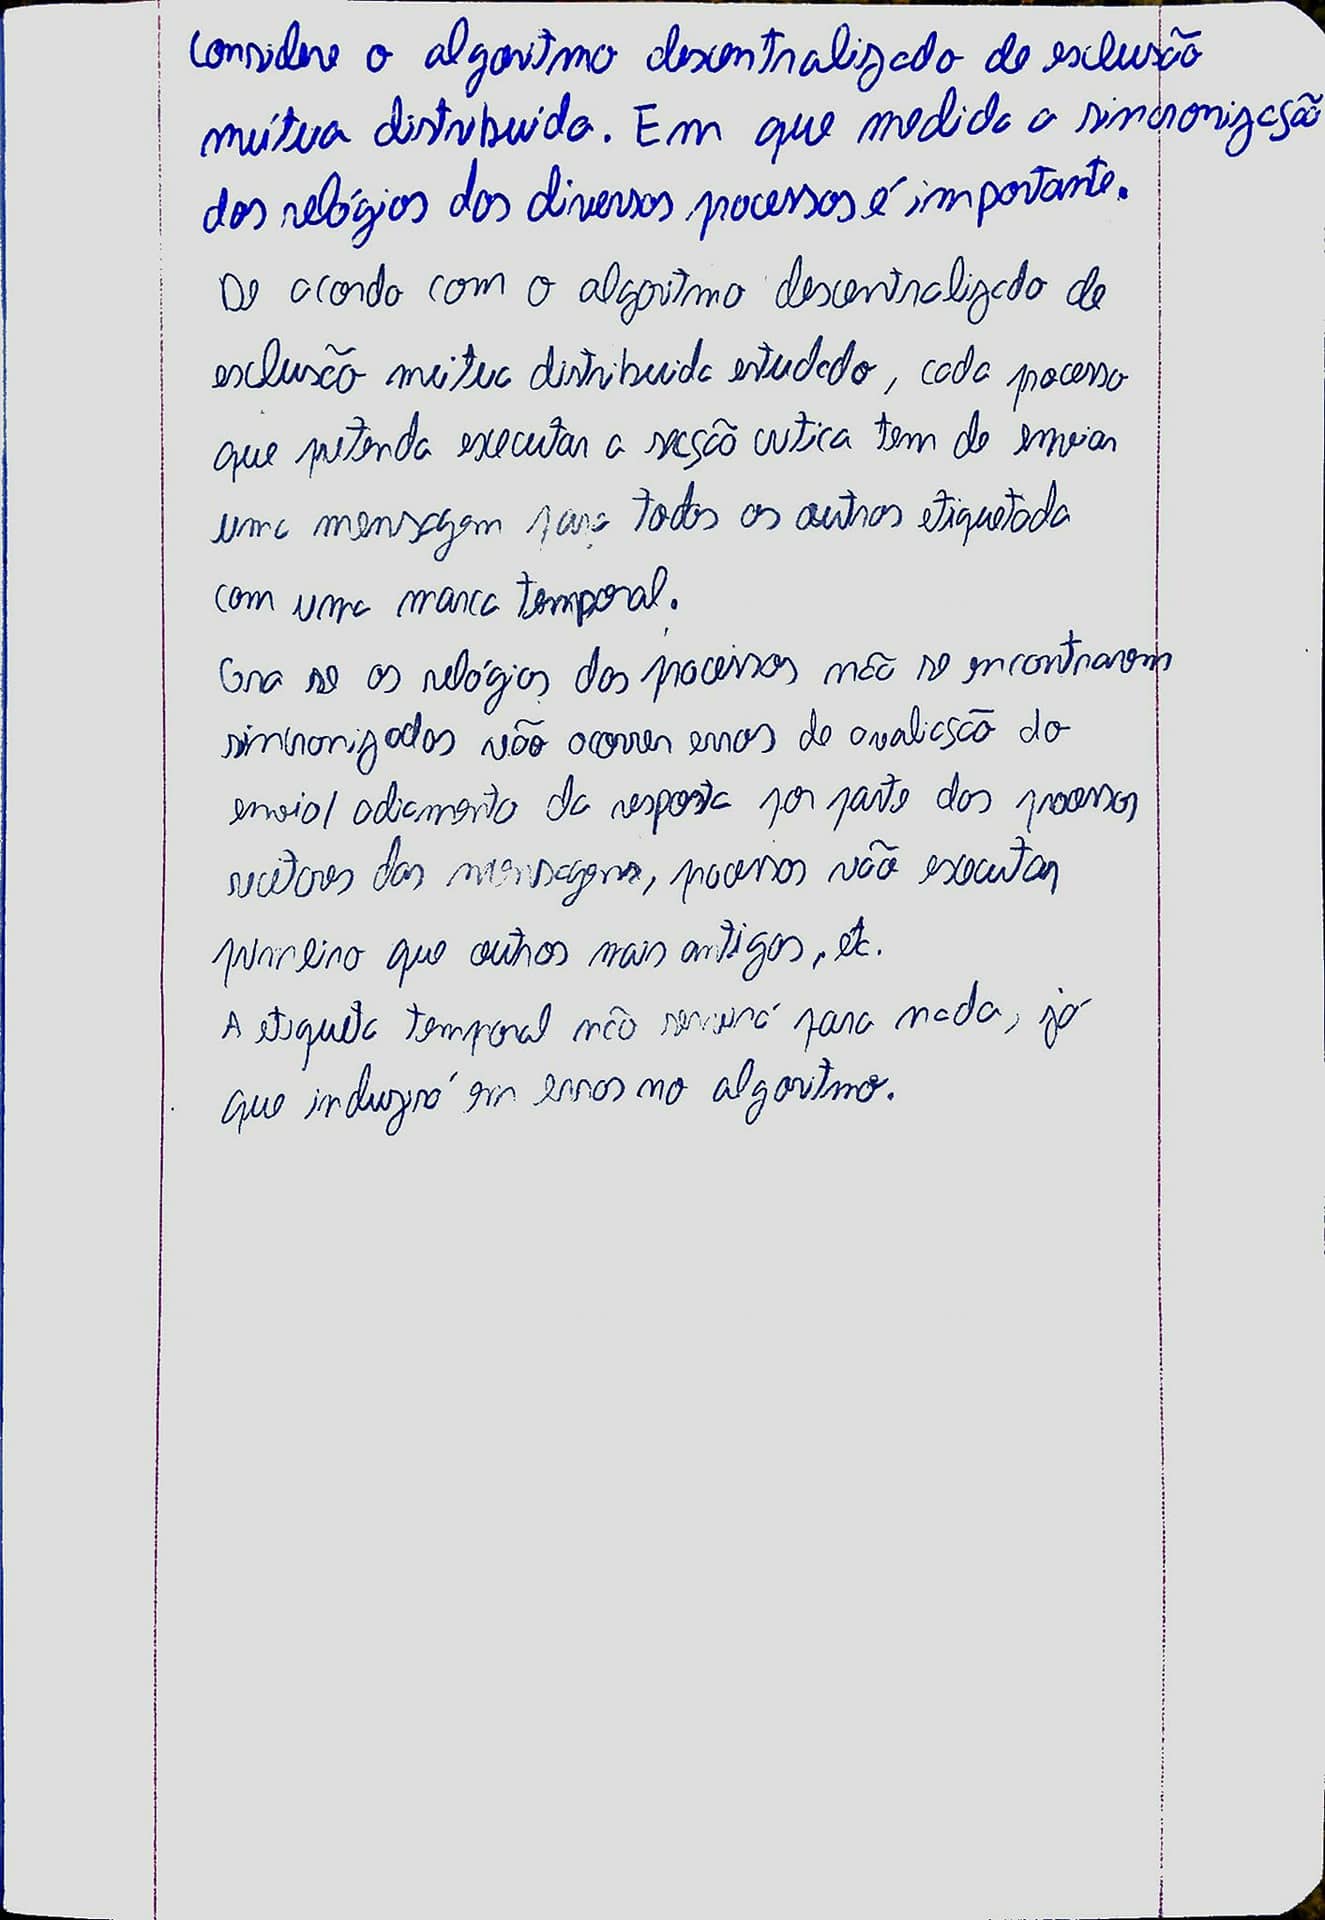 Considere o algoritmo descentralizado de esclusão
mútua distribuída. Em que medida a sincronização
dos relógios dos diversos processos é importante.
De acordo com o algoritmo descentralizado de
esclusão mútua distribuida estudado, cada processo
que pretenda executar a secção critica tem de enviar
uma mensagem para todos os outros etiquetada
com uma marca temporal.
Ora se os relógios dos processos não se encontrarem
sincronizados vão ocorrer erros de avaliação do
envio/ adiamento da resposta por parte dos processos
recetores das mensagens, processos vão executar
primeiro que outros mais antigos, etc.
A etiqueta temporal não servirá para nada, já
que induzirá em erros no algoritmo.